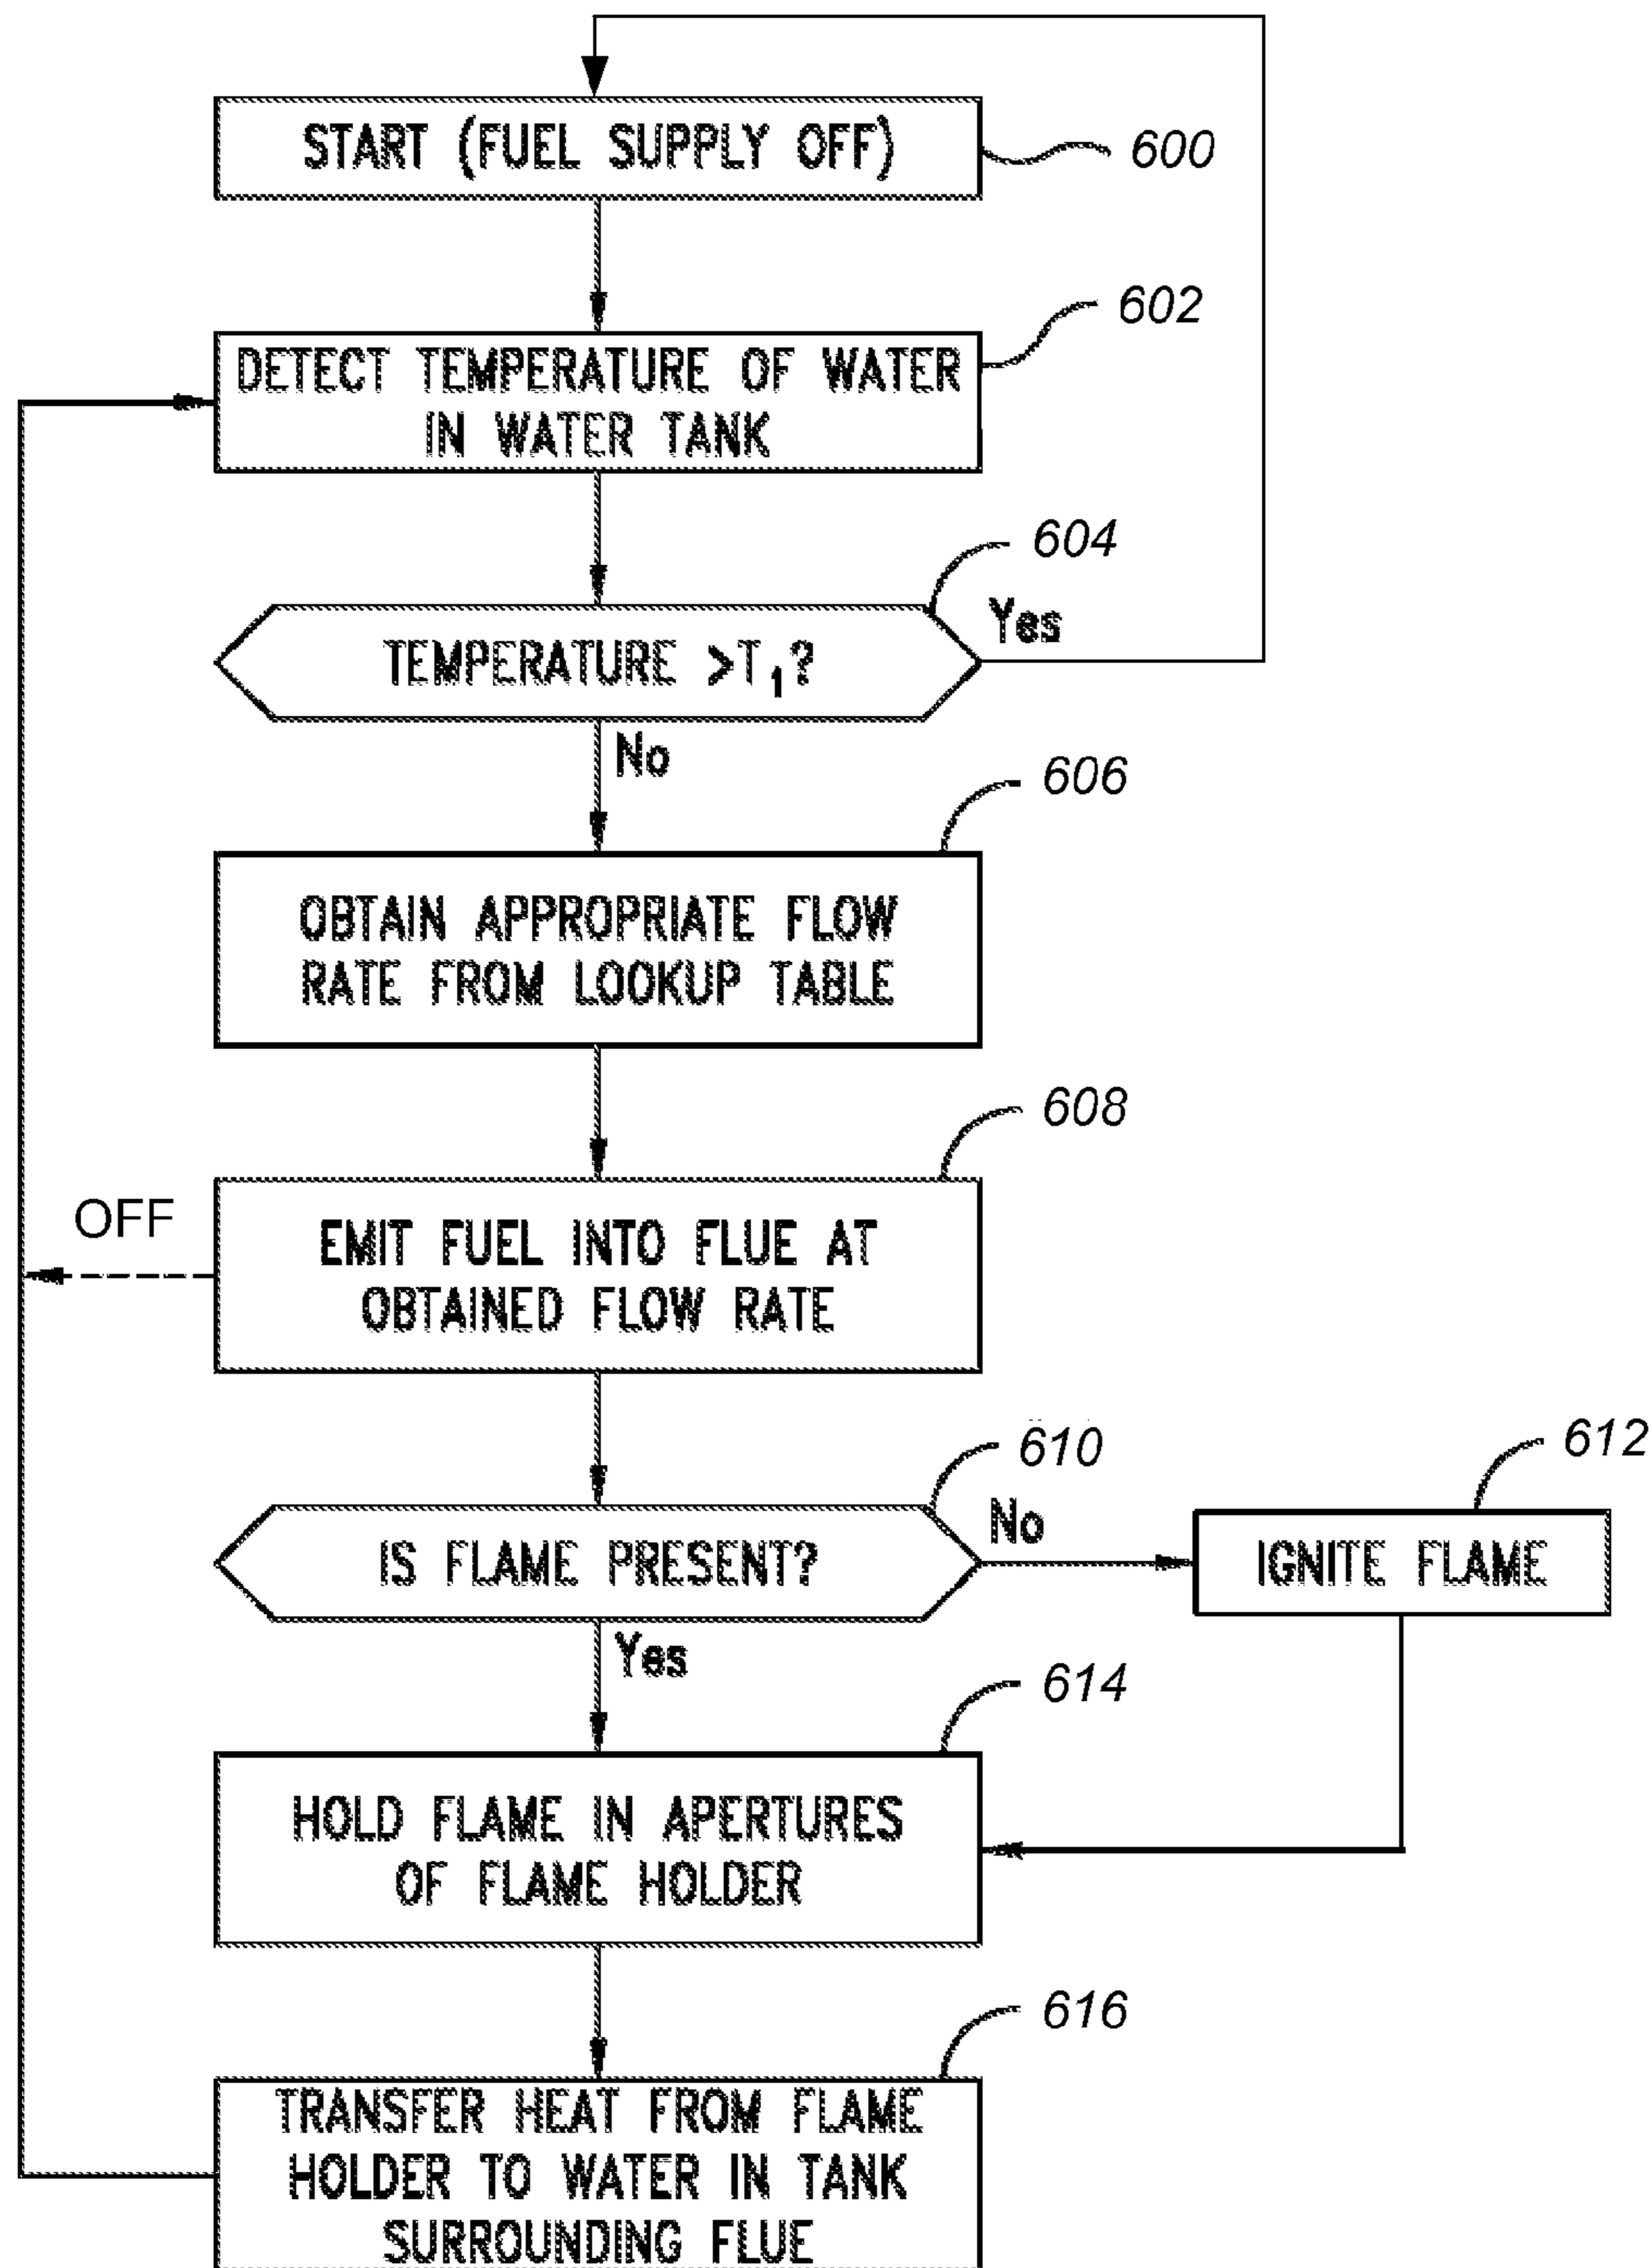 START (FUEL SUPPLY OFF)
600
602
DETECT TEMPERATURE OF WATER
IN WATER TANK
604
Yes
TEMPERATURE >T1?
No
606
OBTAIN APPROPRIATE FLOW
RATE FROM LOOKUP TABLE
608
OFF
EMIT FUEL INTO FLUE AT
OBTAINED FLOW RATE
610
612
No
IS FLAME PRESENT?
IGNITE FLAME
Yes
614
HOLD FLAME IN APERTURES
OF FLAME HOLDER
616
TRANSFER HEAT FROM FLAME
HOLDER TO WATER IN TANK
SURROUNDING FLUE